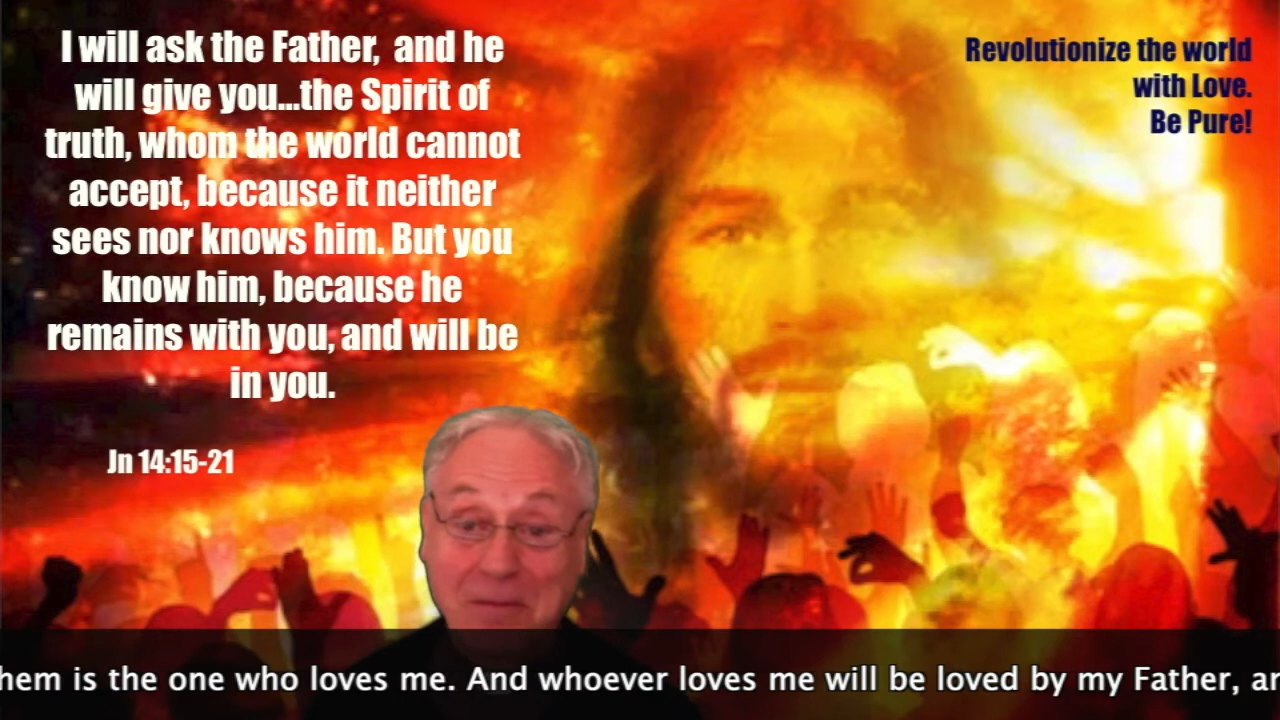 I will ask the Father, and he
will give you...the Spirit of
truth, whom the world cannot
accept, because it neither
sees nor knows him. But you
know him, because he
remains with you, and will be
in you.
Jn 14:15-21
Revolutionize the world
with Love.
Be Pure!
hem is the one who loves me. And whoever loves me will be loved by my Father, ar